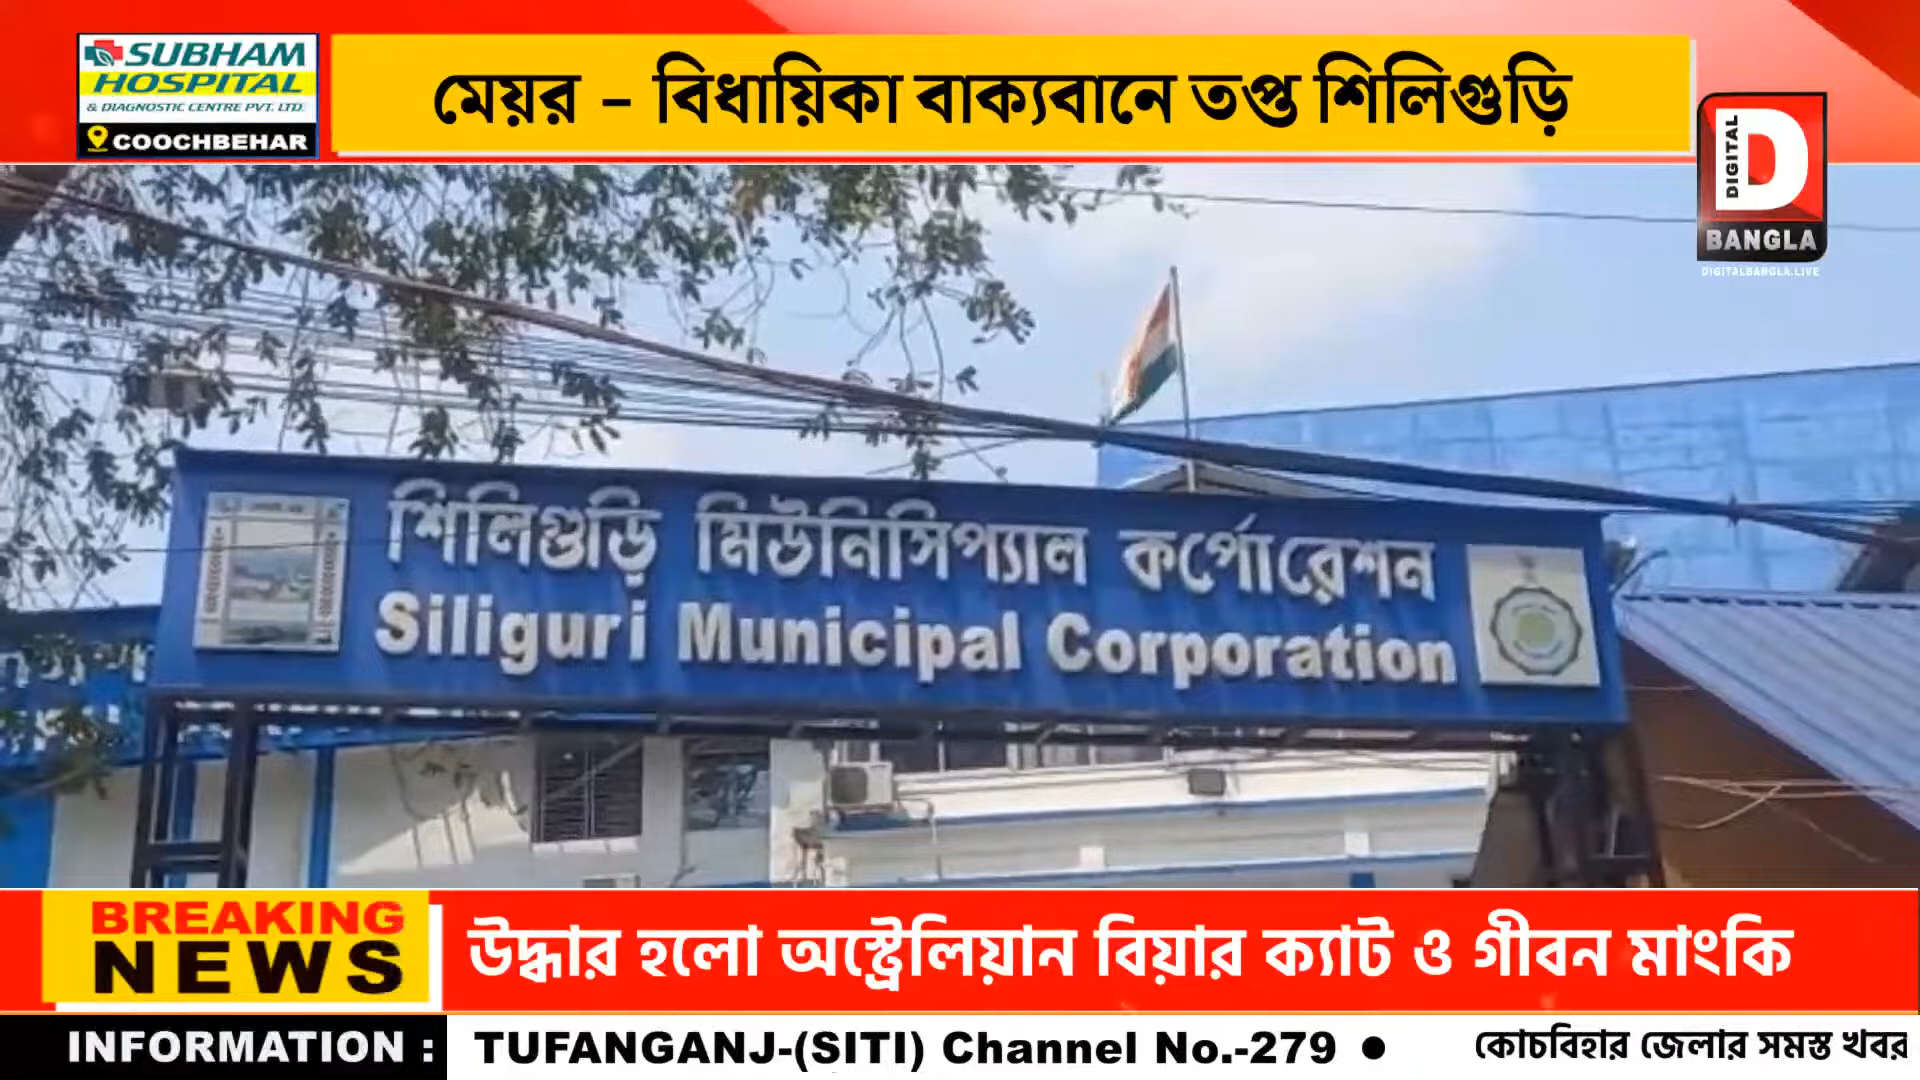 SUBHAM
HOSPITAL
& DIAGNOSTIC CENTRE PVT. LTD.
COOCHBEHAR
মেয়র – বিধায়িকা বাক্যবানে তপ্ত শিলিগুড়ি
DIGITAL
D
BANGLA
DIGITALBANGLA.LIVE
শিলিগুড়ি মিউনিসিপ্যাল কর্পোরেশন
Siliguri Municipal Corporation
BREAKING
NEWS
উদ্ধার হলো অস্ট্রেলিয়ান বিয়ার ক্যাট ও গীবন মাংকি
INFORMATION : TUFANGANJ-(SITI) Channel No.-279 ● কোচবিহার জেলার সমস্ত খবর